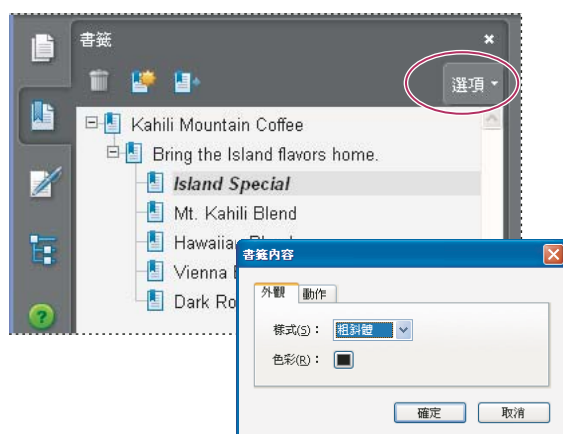 書籤
選項
Kahili Mountain Coffee
Bring the Island flavors home.
Island Special
Mt. Kahili Blend
Hawaiian
Vienna
Dark Ro
書籤內容
外觀 動作
樣式(S)： 粗斜體
色彩(R)：
確定 取消